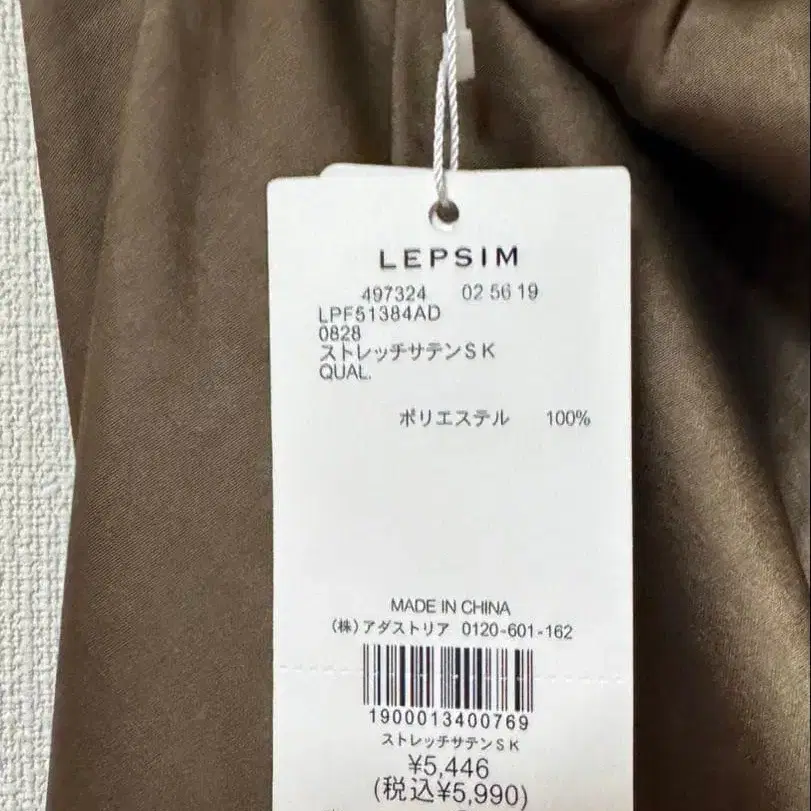 LEPSIM
497324 02 56 19
LPF51384AD
0828
ストレッチサテンSK
QUAL.
ポリエステル 100%
MADE IN CHINA
(株)アダストリア 0120-601-162
1900013400769
ストレッチサテンSK
¥5,446
(税込¥5,990)